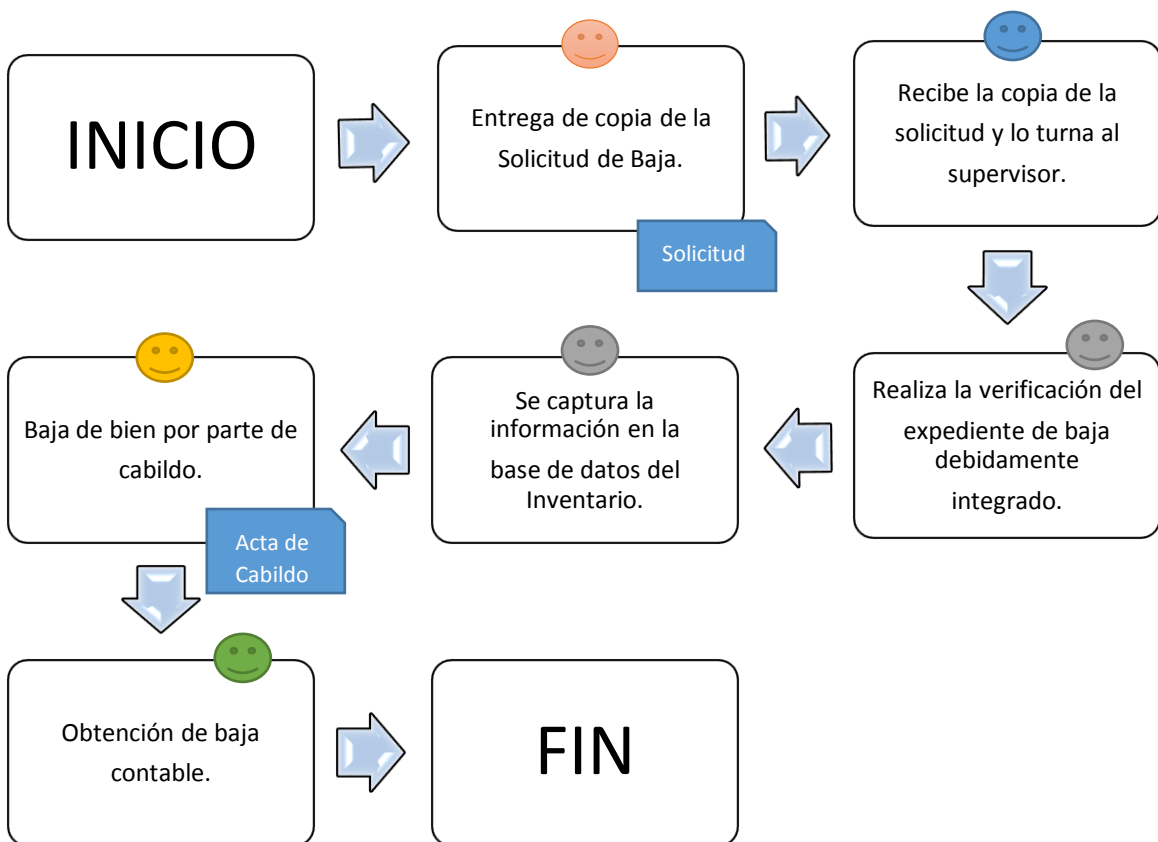 INICIO
Entrega de copia de la
Solicitud de Baja.
Solicitud
Recibe la copia de la
solicitud y lo turna al
supervisor.
Realiza la verificación del
expediente de baja
debidamente
integrado.
Se captura la
información en la
base de datos del
Inventario.
Baja de bien por parte de
cabildo.
Acta de
Cabildo
Obtención de baja
contable.
FIN